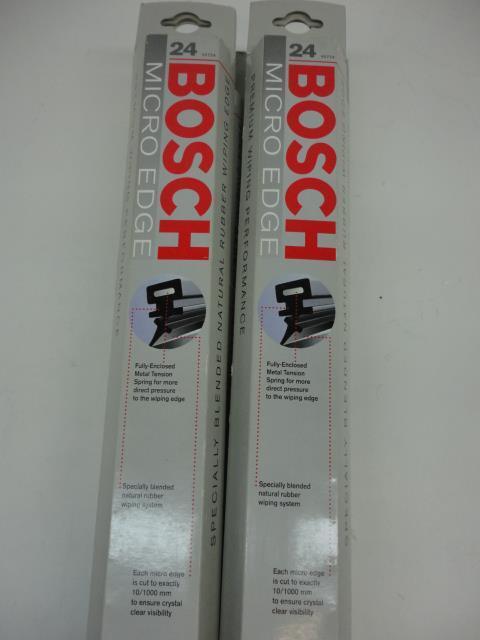 24 40724
BOSCH
MICRO EDGE
SPECIALLY BLENDED NATURAL RUBBER WIPING EDGE
Fully-Enclosed
Metal Tension
Spring for more
direct pressure
to the wiping edge
Specially blended
natural rubber
wiping system
Each micro edge
is cut to exactly
10/1000 mm
to ensure crystal
clear visibility
24 40724
BOSCH
MICRO EDGE
PREMIUM WIPING PERFORMANCE
Fully-Enclosed
Metal Tension
Spring for more
direct pressure
to the wiping edge
Specially blended
natural rubber
wiping system
Each micro edge
is cut to exactly
10/1000 mm
to ensure crystal
clear visibility